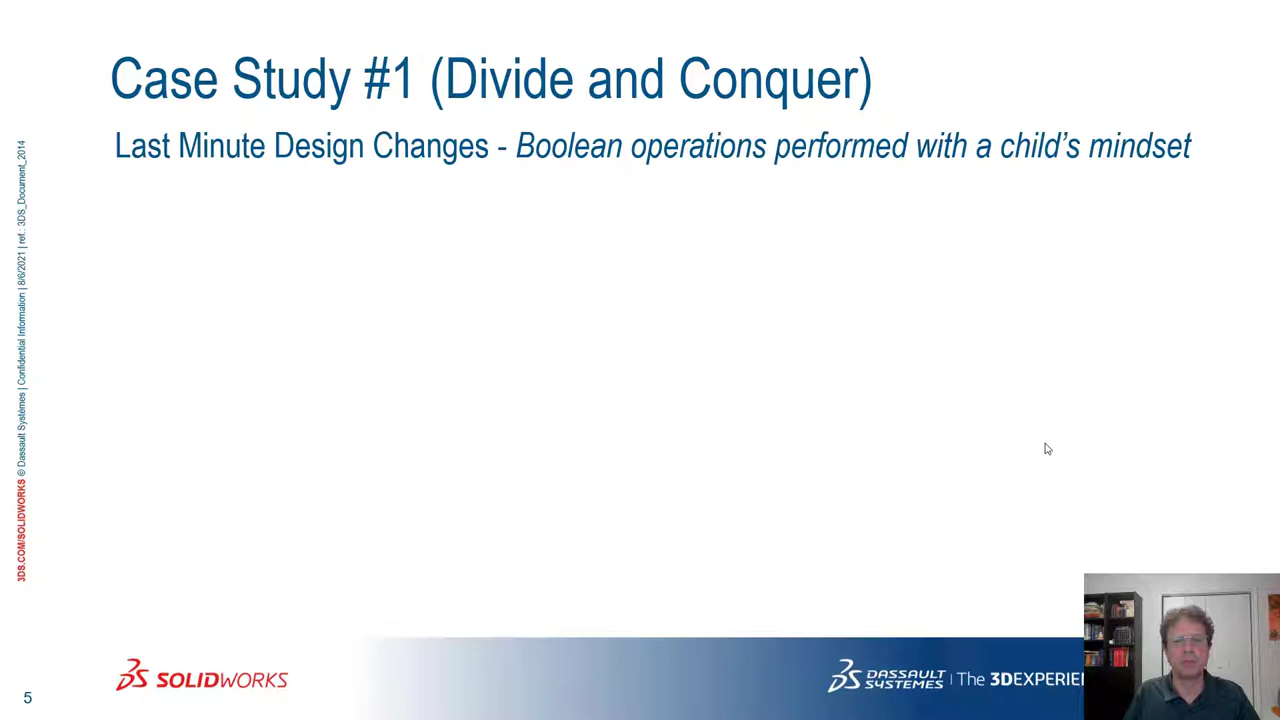 Case Study #1 (Divide and Conquer)
Last Minute Design Changes - Boolean operations performed with a child's mindset
3DS.COM/SOLIDWORKS © Dassault Systèmes | Confidential Information | 8/6/2021 | ref.: 3DS_Document_2014
5
SOLIDWORKS
DASSAULT SYSTEMES | The 3DEXPERIEN